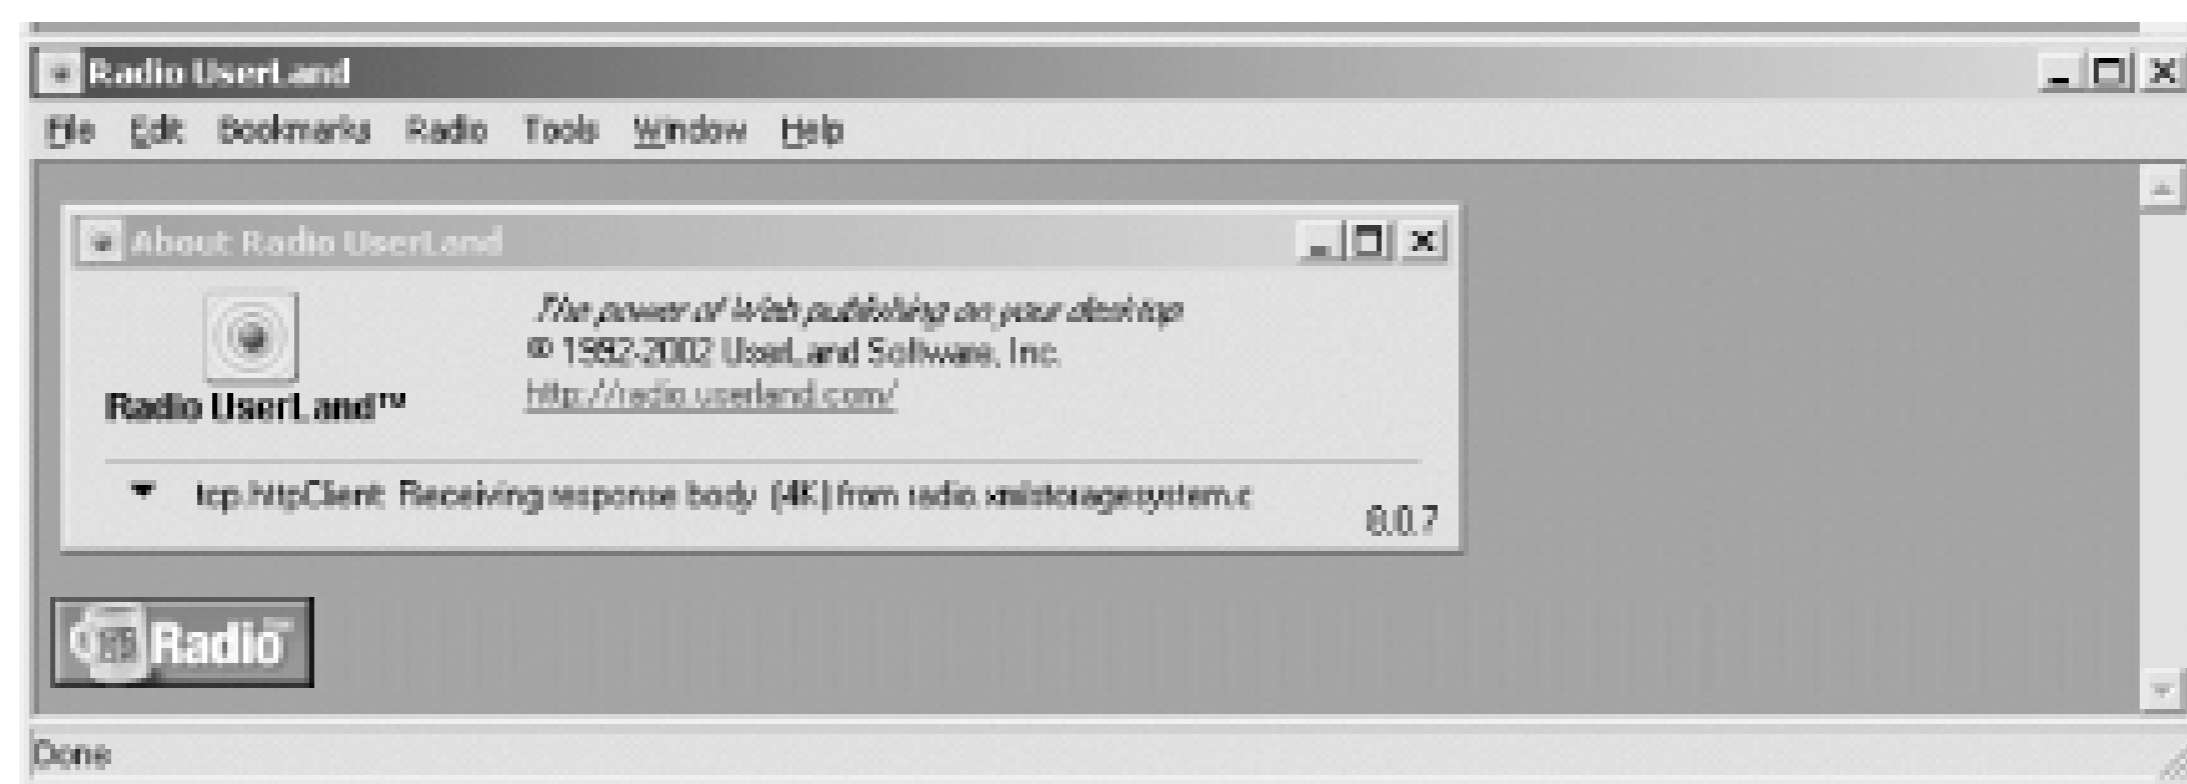 Radio UserLand
File Edit Bookmarks Radio Tools Window Help
About Radio UserLand
The power of Web publishing on your desktop
© 1992-2002 UserLand Software, Inc.
http://radio.userland.com/
Radio UserLand™
tcp.httpClient: Receiving response body (4K) from radio.xmlstoragesystem.c
8.0.7
Radio
Done